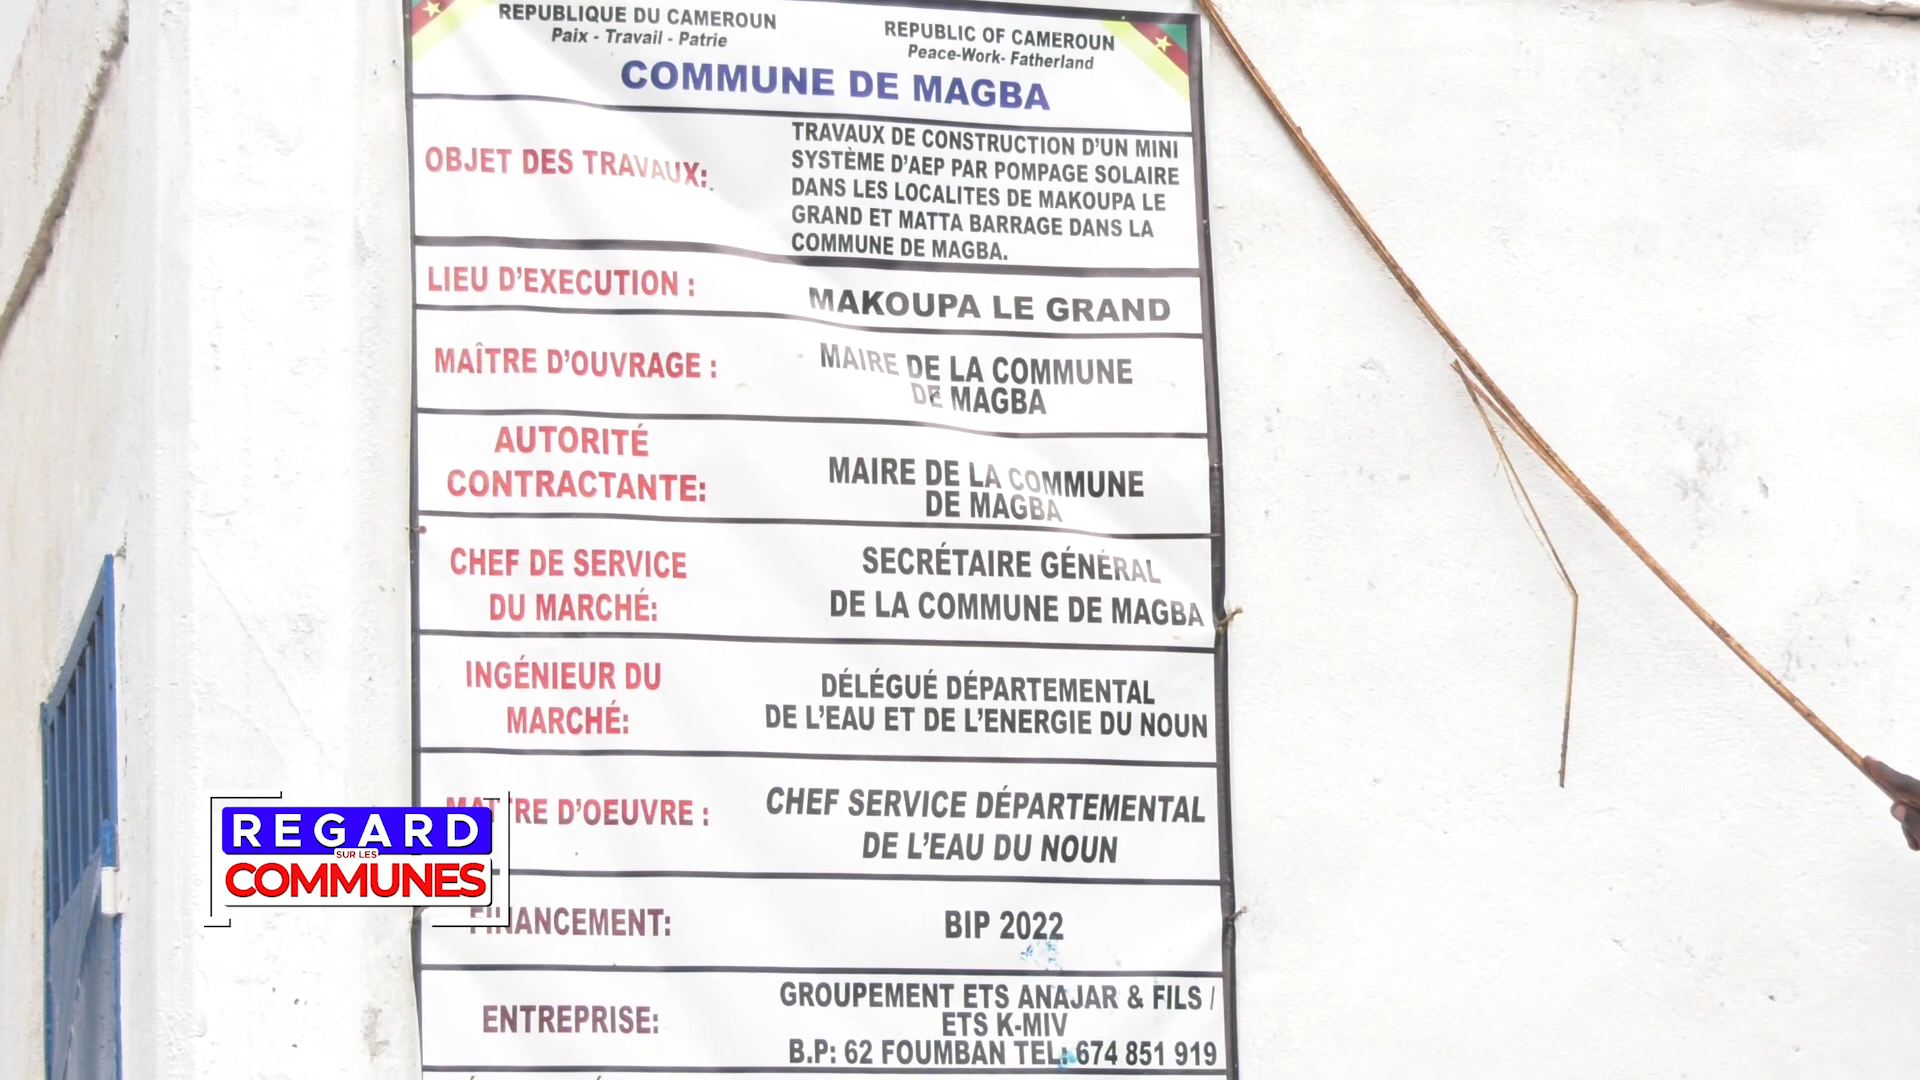 REPUBLIQUE DU CAMEROUN
Paix - Travail - Patrie
REPUBLIC OF CAMEROUN
Peace-Work- Fatherland
COMMUNE DE MAGBA
OBJET DES TRAVAUX:
TRAVAUX DE CONSTRUCTION D'UN MINI
SYSTÈME D'AEP PAR POMPAGE SOLAIRE
DANS LES LOCALITES DE MAKOUPA LE
GRAND ET MATTA BARRAGE DANS LA
COMMUNE DE MAGBA.
LIEU D'EXECUTION :
MAKOUPA LE GRAND
MAÎTRE D'OUVRAGE :
MAIRE DE LA COMMUNE
DE MAGBA
AUTORITÉ
CONTRACTANTE:
MAIRE DE LA COMMUNE
DE MAGBA
CHEF DE SERVICE
DU MARCHÉ:
SECRÉTAIRE GÉNÉRAL
DE LA COMMUNE DE MAGBA
INGÉNIEUR DU
MARCHÉ:
DÉLÉGUÉ DÉPARTEMENTAL
DE L'EAU ET DE L'ENERGIE DU NOUN
MAITRE D'OEUVRE :
CHEF SERVICE DÉPARTEMENTAL
DE L'EAU DU NOUN
FINANCEMENT:
BIP 2022
ENTREPRISE:
GROUPEMENT ETS ANAJAR & FILS /
ETS K-MIV
B.P: 62 FOUMBAN TEL: 674 851 919
REGARD
SUR LES
COMMUNES